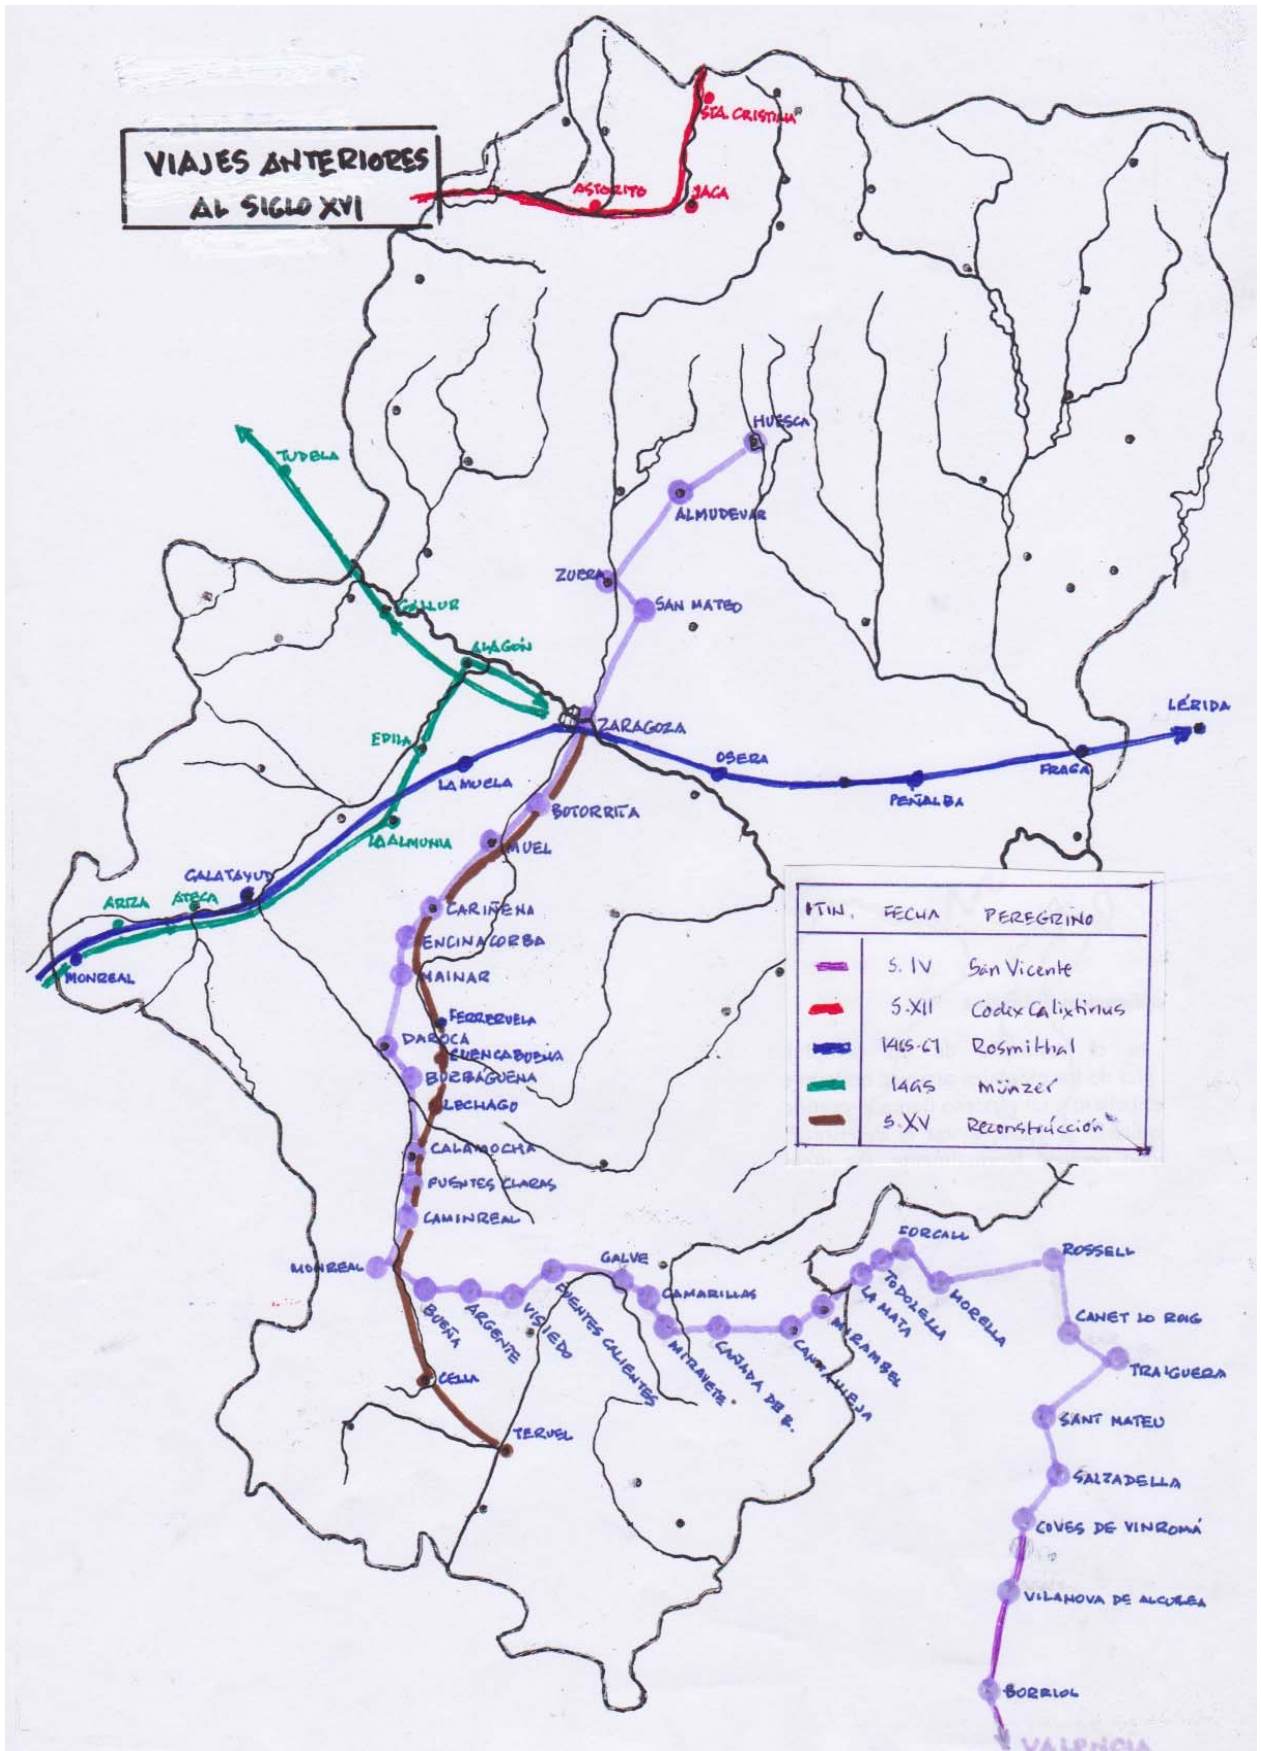 VIAJES ANTERIORES
AL SIGLO XVI
STA. CRISTINA
ASTORITO
JACA
HUESCA
TUDELA
ALMUDEVAR
ZUERA
SAN MATEO
GALLUR
ALAGÓN
ZARAGOZA
LÉRIDA
EPILA
OSERA
FRAGA
LA MUELA
PEÑALBA
BOTORRITA
LA ALMUNIA
MUEL
CALATAYUD
ARIZA
ATECA
CARIÑENA
ENCINACORBA
MONREAL
MAINAR
FERRERUELA
DAROCA
CUENCABUENA
BURBAGUENA
LECHAGO
CALAMOCHA
FUENTES CLARAS
CAMINREAL
ITIN. FECHA PEREGRINO
S. IV San Vicente
S.XII Codex Calixtinus
1465-67 Rosmithal
1495 Münzer
S.XV Reconstrucción
MONREAL
BUEÑA
ARGENTE
VISIEDO
FUENTES CALIENTES
GALVE
CAMARILLAS
MIRAVETE
CAÑADA DE B.
CANTAVIEJA
MIRAMBEL
LA MATA
TODOLELLA
FORCALL
MORELLA
ROSSELL
CANET LO ROIG
TRAIGUERA
CELLA
TERUEL
SANT MATEU
SALZADELLA
COVES DE VINROMÁ
VILANOVA DE ALCOLEA
BORRIOL
VALENCIA